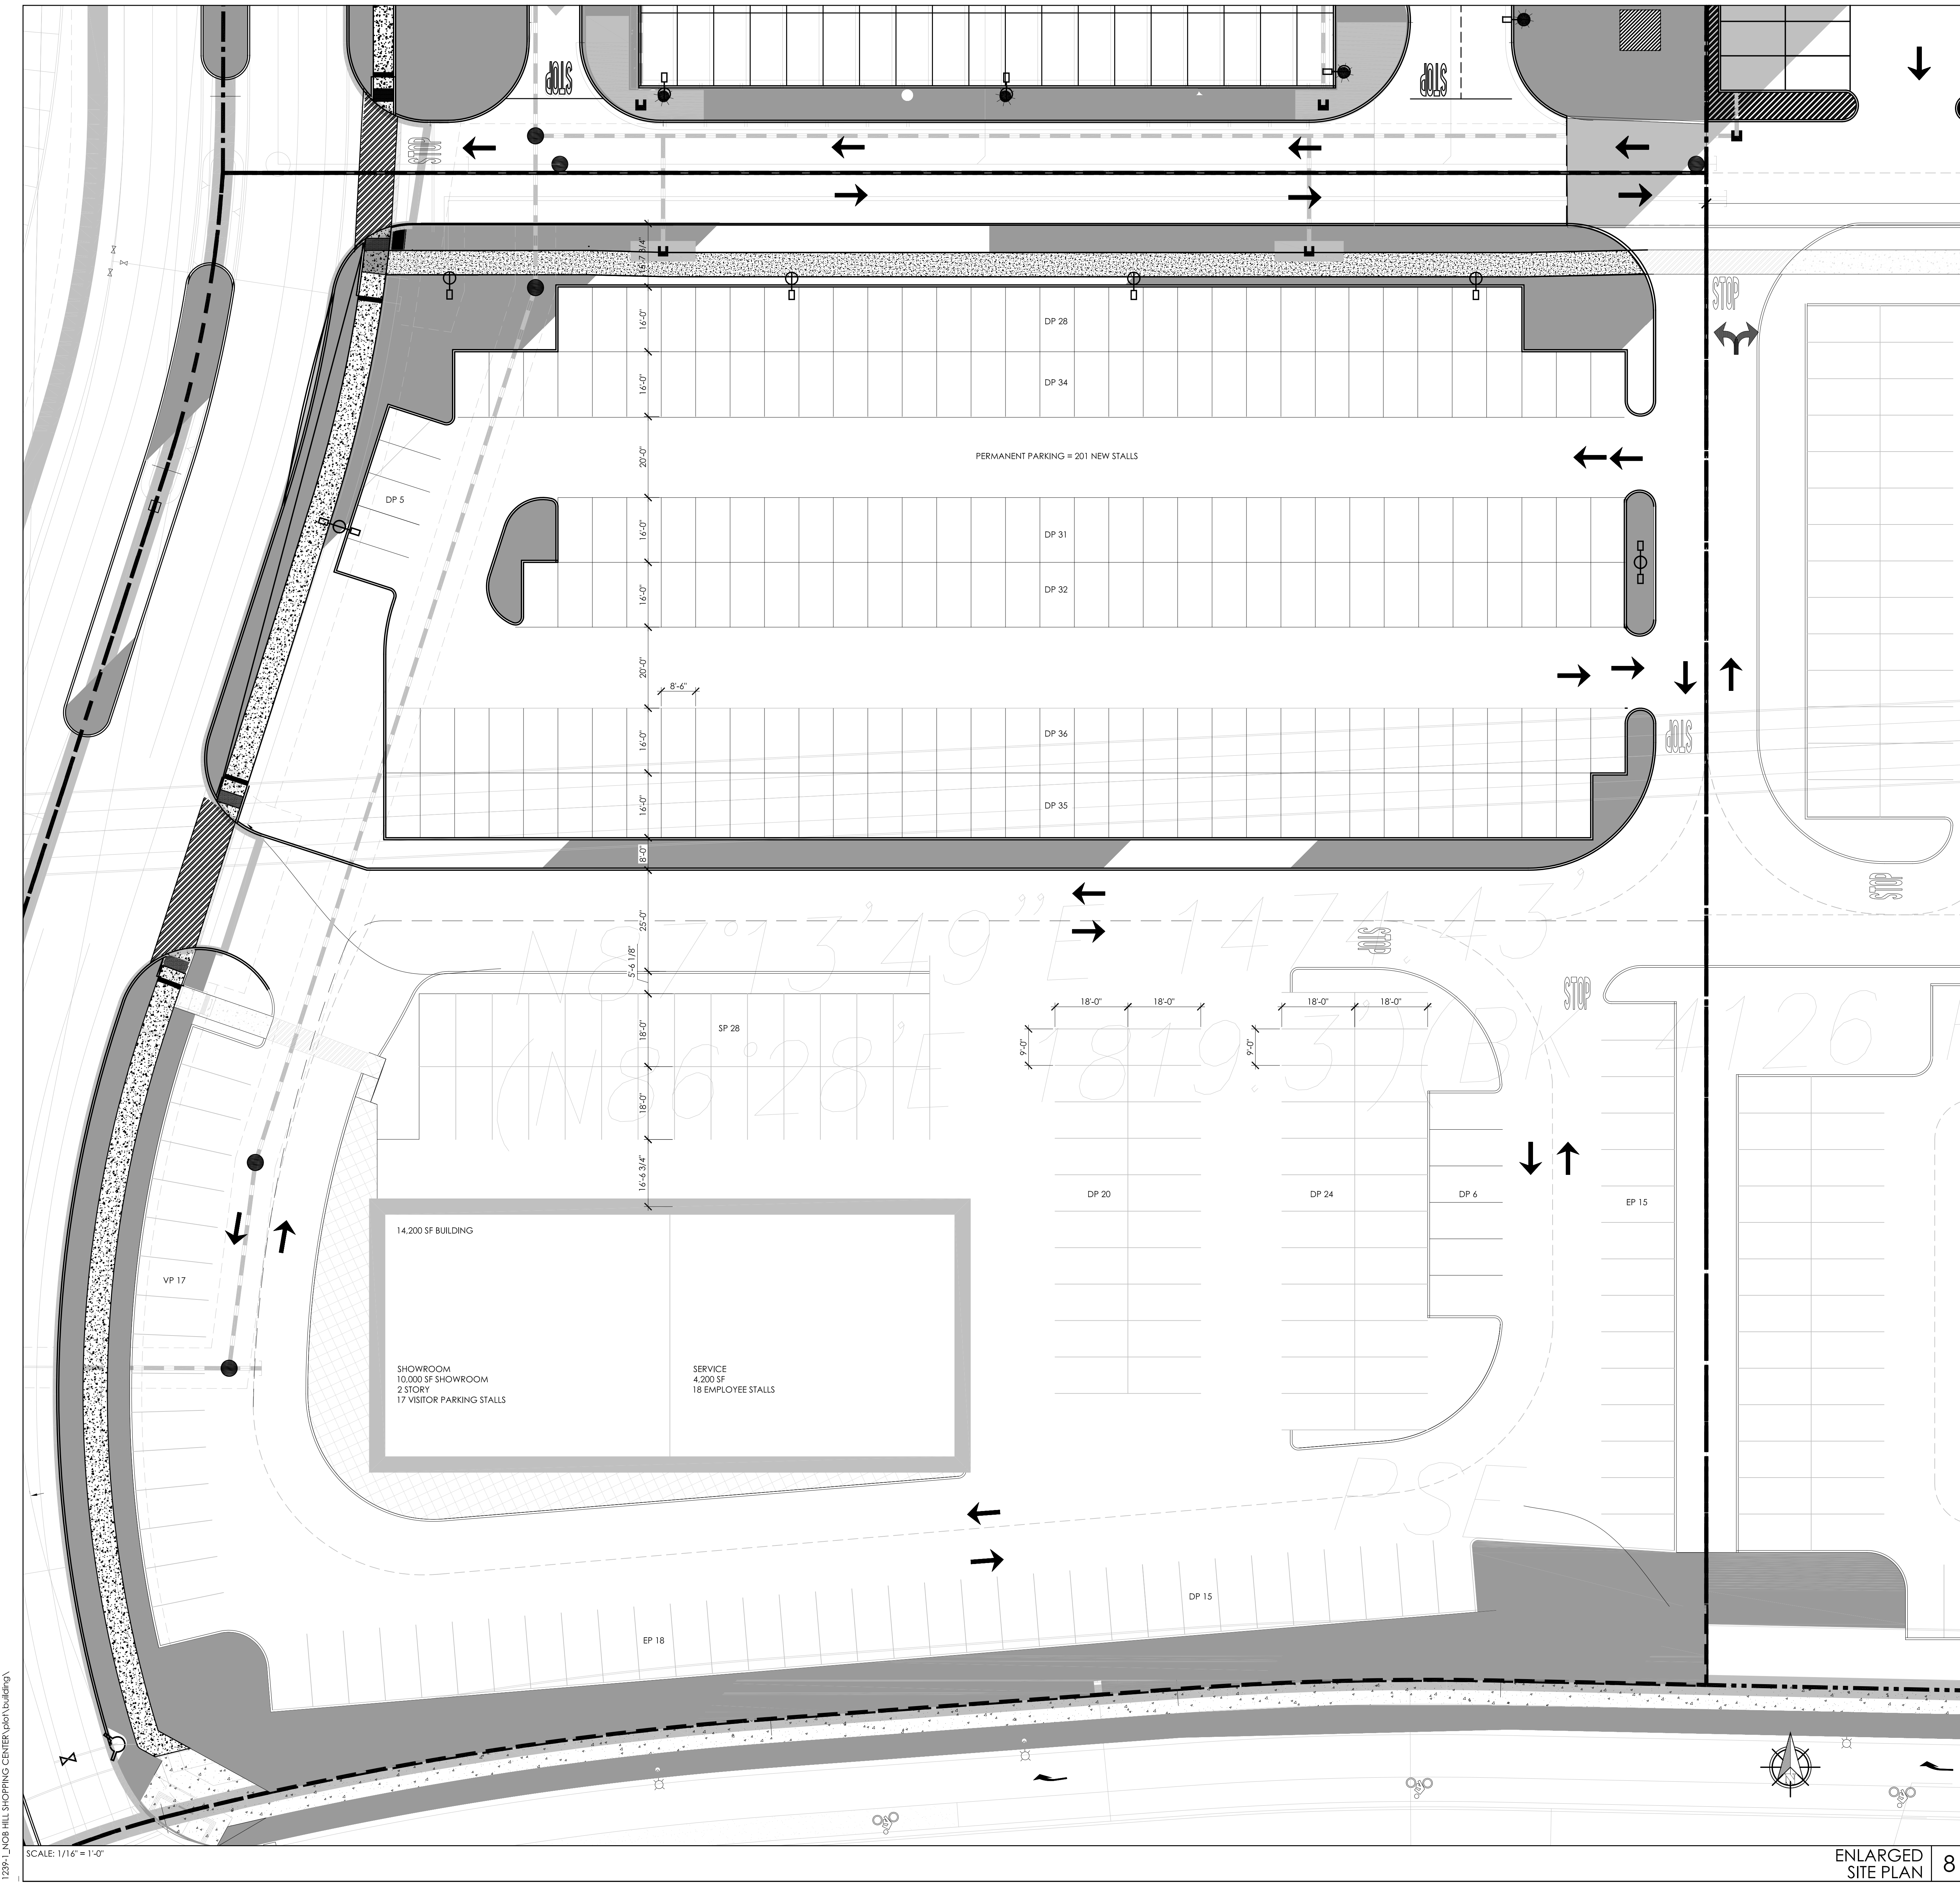 STOP
STOP
STOP
16'-7 3/4"
STOP
16'-0"
DP 28
16'-0"
DP 34
20'-0"
PERMANENT PARKING = 201 NEW STALLS
DP 5
16'-0"
DP 31
16'-0"
DP 32
20'-0"
8'-6"
16'-0"
DP 36
STOP
16'-0"
DP 35
8'-0"
STOP
25'-0"
N87°13'49"E 1474.43'
STOP
5'-6 1/8"
STOP
18'-0"
18'-0"
18'-0"
18'-0"
SP 28
18'-0"
9'-0"
9'-0"
(N86°28'E 1819.53')(BK 4126
18'-0"
16'-6 3/4"
DP 20
DP 24
DP 6
EP 15
14,200 SF BUILDING
VP 17
SHOWROOM
10,000 SF SHOWROOM
2 STORY
17 VISITOR PARKING STALLS
SERVICE
4,200 SF
18 EMPLOYEE STALLS
PSE
DP 15
EP 18
N
1239-1_NOB HILL SHOPPING CENTER\plot\building\
SCALE: 1/16" = 1'-0"
ENLARGED
SITE PLAN
8